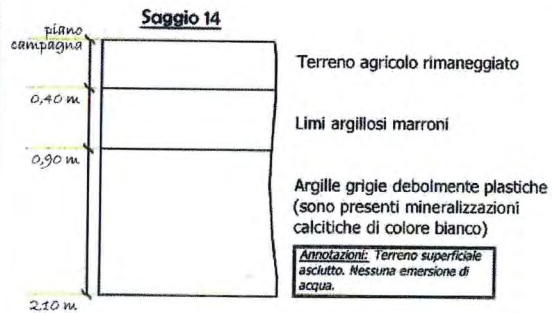 Saggio 14
piano
campagna
Terreno agricolo rimaneggiato
0,40 m
Limi argillosi marroni
0,90 m
Argille grigie debolmente plastiche
(sono presenti mineralizzazioni
calcitiche di colore bianco)
Annotazioni: Terreno superficiale
asciutto. Nessuna emersione di
acqua.
2.10 m